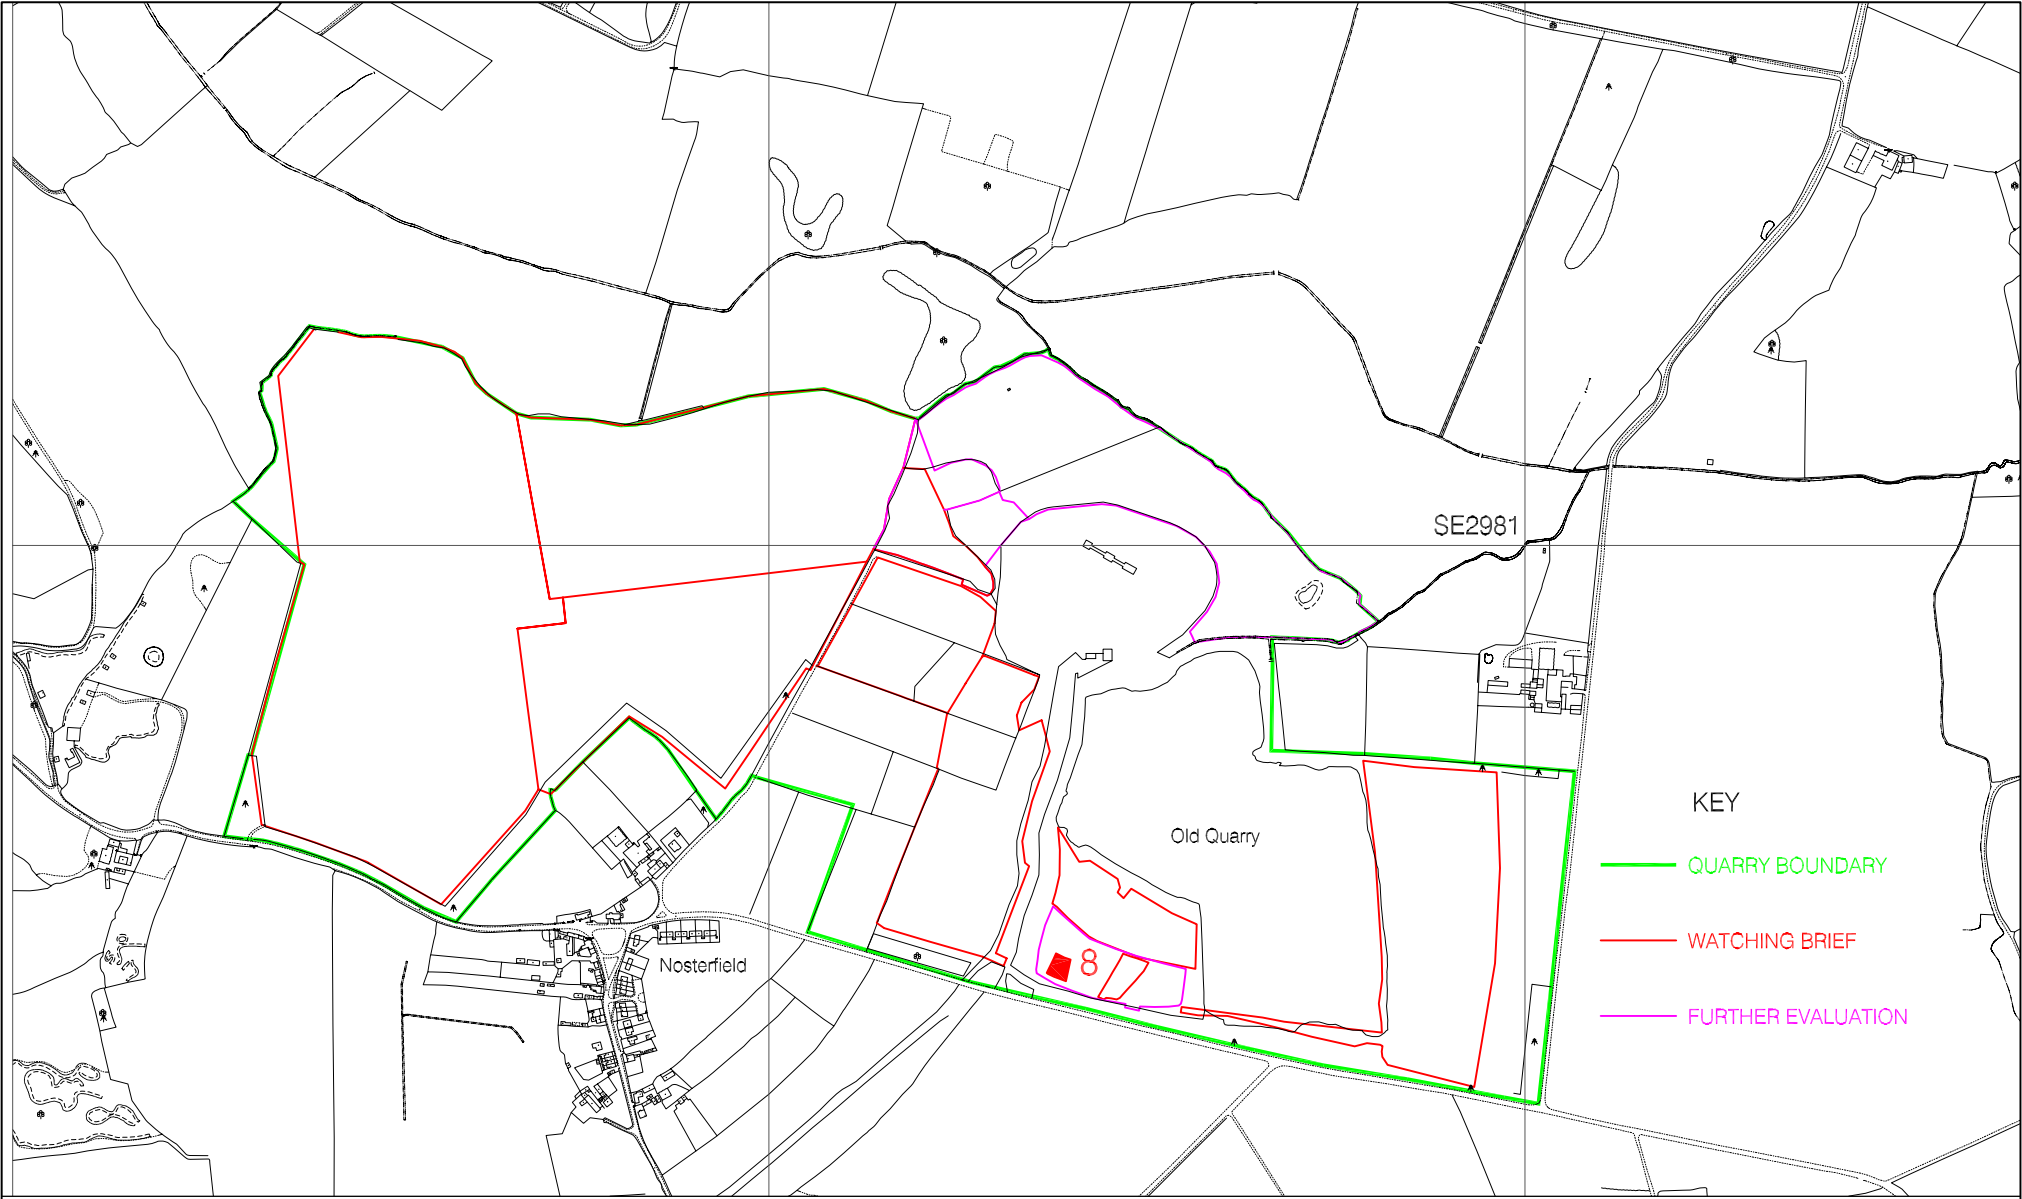 SE2981
KEY
Old Quarry
QUARRY BOUNDARY
WATCHING BRIEF
8
Nosterfield
FURTHER EVALUATION